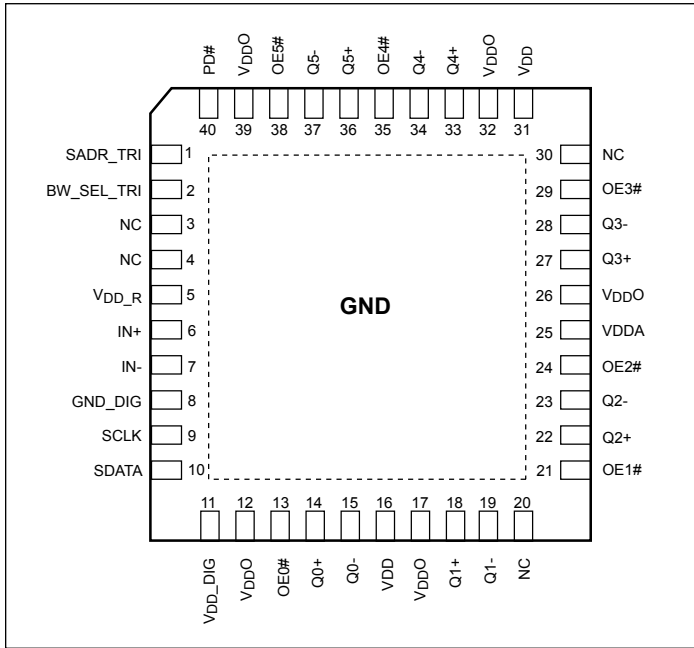 PD#
VDDO
OE5#
Q5-
Q5+
OE4#
Q4-
Q4+
VDDO
VDD
40
39
38
37
36
35
34
33
32
31
SADR_TRI 1
BW_SEL_TRI 2
NC 3
NC 4
VDD_R 5
IN+ 6
IN- 7
GND_DIG 8
SCLK 9
SDATA 10
GND
30 NC
29 OE3#
28 Q3-
27 Q3+
26 VDDO
25 VDDA
24 OE2#
23 Q2-
22 Q2+
21 OE1#
11
12
13
14
15
16
17
18
19
20
VDD_DIG
VDDO
OE0#
Q0+
Q0-
VDD
VDDO
Q1+
Q1-
NC